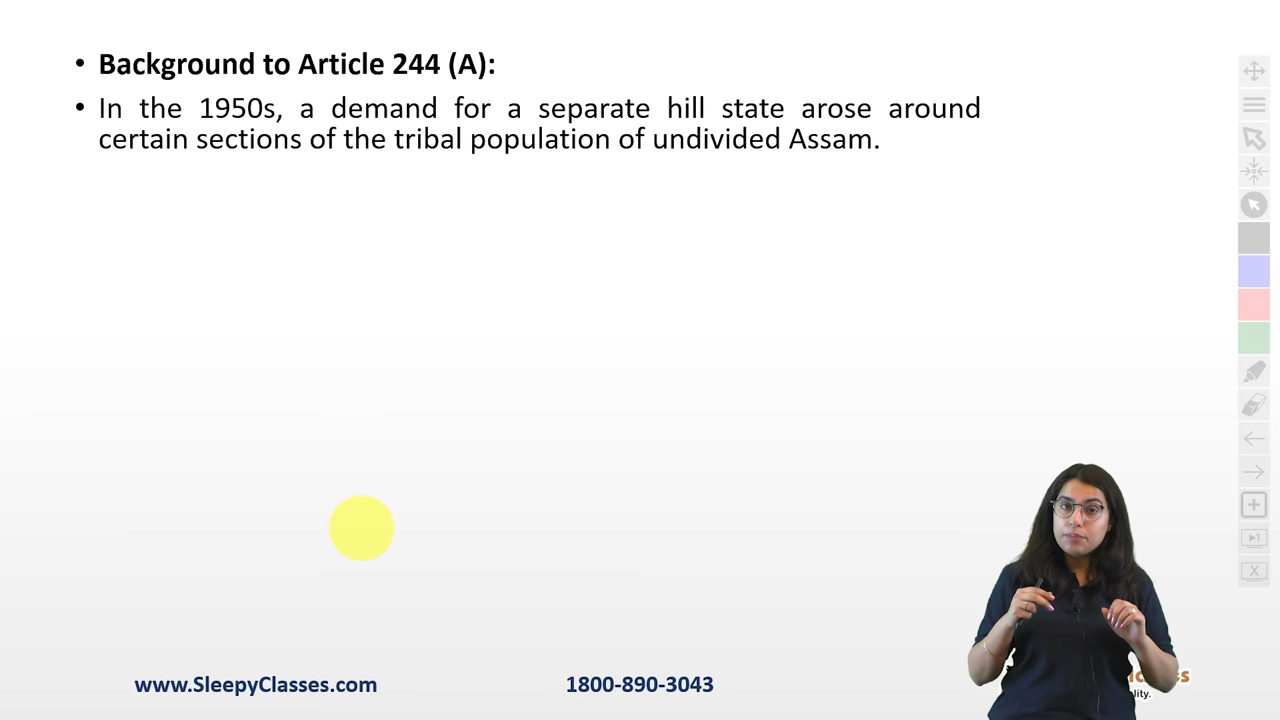 • Background to Article 244 (A):
• In the 1950s, a demand for a separate hill state arose around
certain sections of the tribal population of undivided Assam.
www.SleepyClasses.com
1800-890-3043